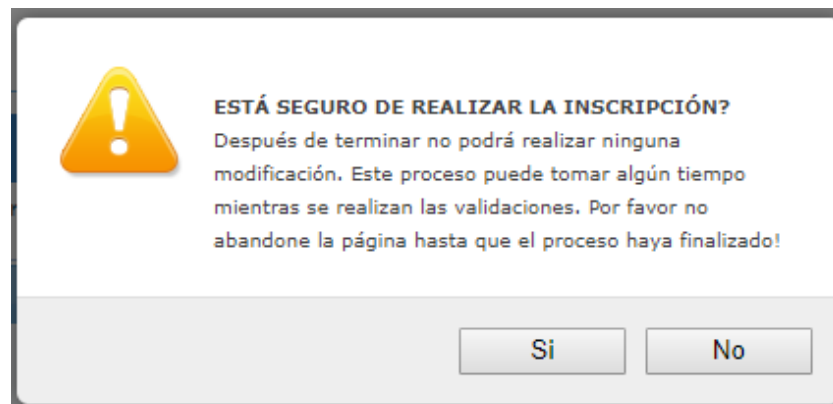 ESTÁ SEGURO DE REALIZAR LA INSCRIPCIÓN?
Después de terminar no podrá realizar ninguna
modificación. Este proceso puede tomar algún tiempo
mientras se realizan las validaciones. Por favor no
abandone la página hasta que el proceso haya finalizado!
Si No